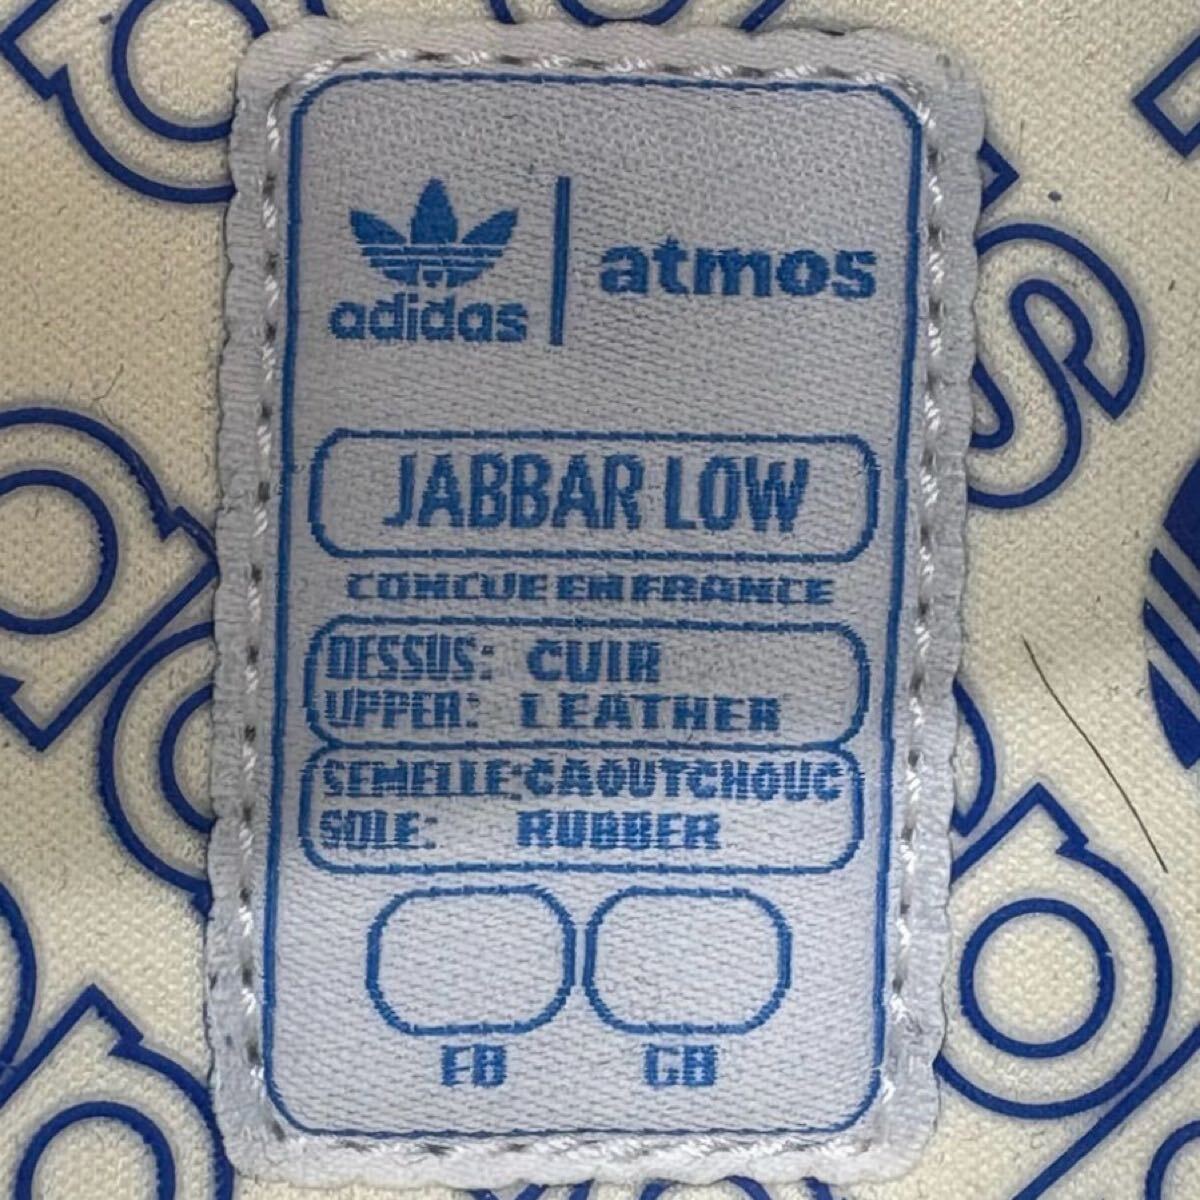 adidas | atmos
JABBAR LOW
CONCUE EN FRANCE
DESSUS: CUIR
UPPER: LEATHER
SEMELLE: CAOUTCHOUC
SOLE: RUBBER
FB GB